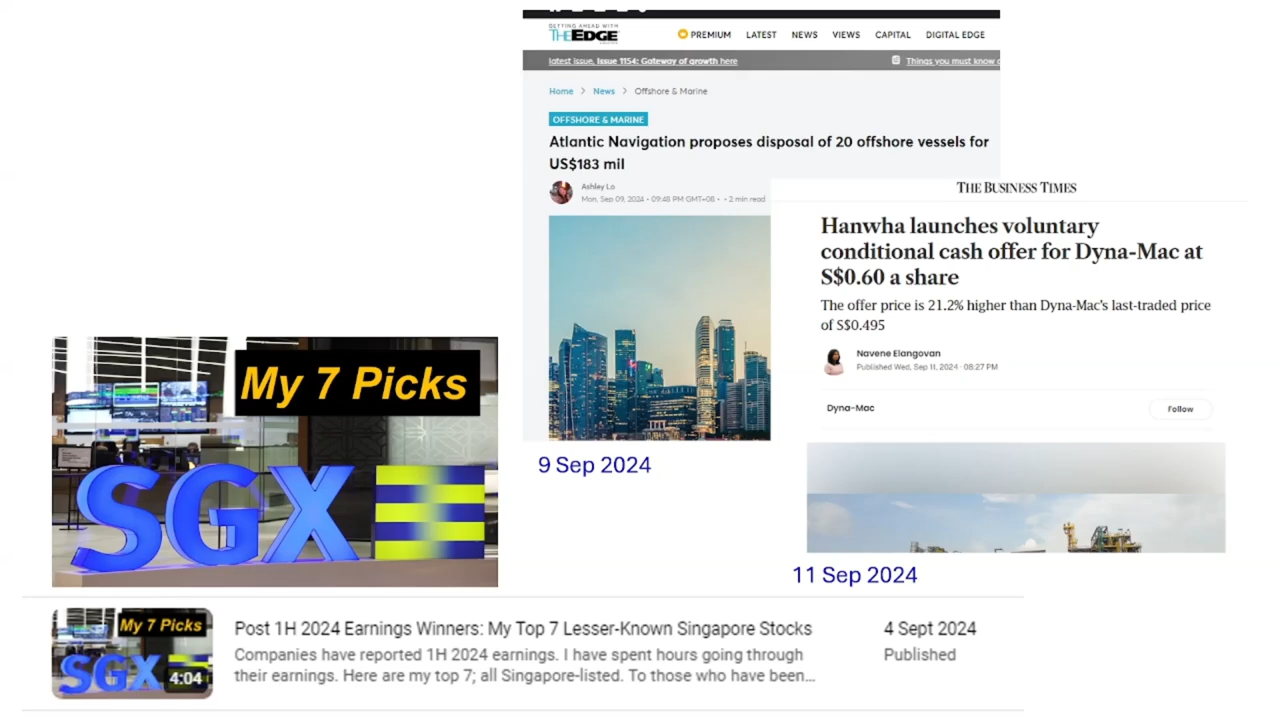 GETTING AHEAD WITH
THE EDGE
PREMIUM LATEST NEWS VIEWS CAPITAL DIGITAL EDGE
latest issue, Issue 1154: Gateway of growth here
Things you must know
Home > News > Offshore & Marine
OFFSHORE & MARINE
Atlantic Navigation proposes disposal of 20 offshore vessels for
US$183 mil
Ashley Lo
Mon, Sep 09, 2024 • 09:48 PM GMT+08 • • 2 min read
THE BUSINESS TIMES
Hanwha launches voluntary
conditional cash offer for Dyna-Mac at
S$0.60 a share
The offer price is 21.2% higher than Dyna-Mac's last-traded price
of S$0.495
Navene Elangovan
Published Wed, Sep 11, 2024 · 08:27 PM
Dyna-Mac
Follow
My 7 Picks
SGX
9 Sep 2024
11 Sep 2024
My 7 Picks
SGX
4:04
Post 1H 2024 Earnings Winners: My Top 7 Lesser-Known Singapore Stocks
Companies have reported 1H 2024 earnings. I have spent hours going through
their earnings. Here are my top 7; all Singapore-listed. To those who have been...
4 Sept 2024
Published